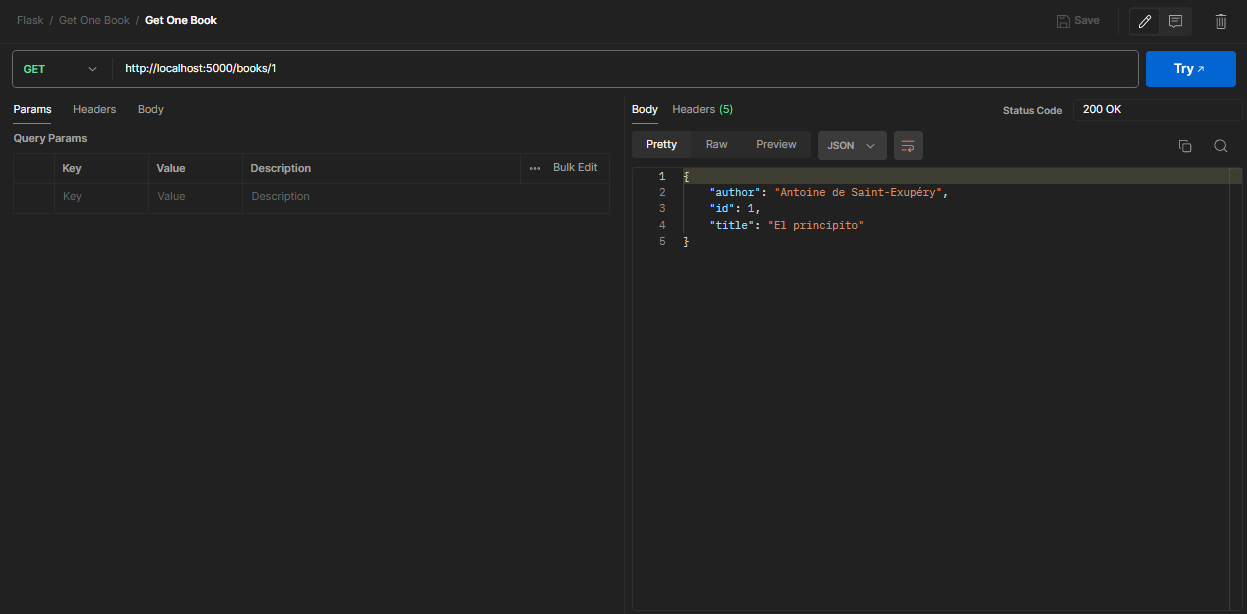 Flask / Get One Book / Get One Book
Save
GET http://localhost:5000/books/1
Try
Params Headers Body
Query Params
Key Value Description ••• Bulk Edit
Key Value Description
Body Headers (5)
Status Code 200 OK
Pretty Raw Preview JSON
1 {
2 "author": "Antoine de Saint-Exupéry",
3 "id": 1,
4 "title": "El principito"
5 }